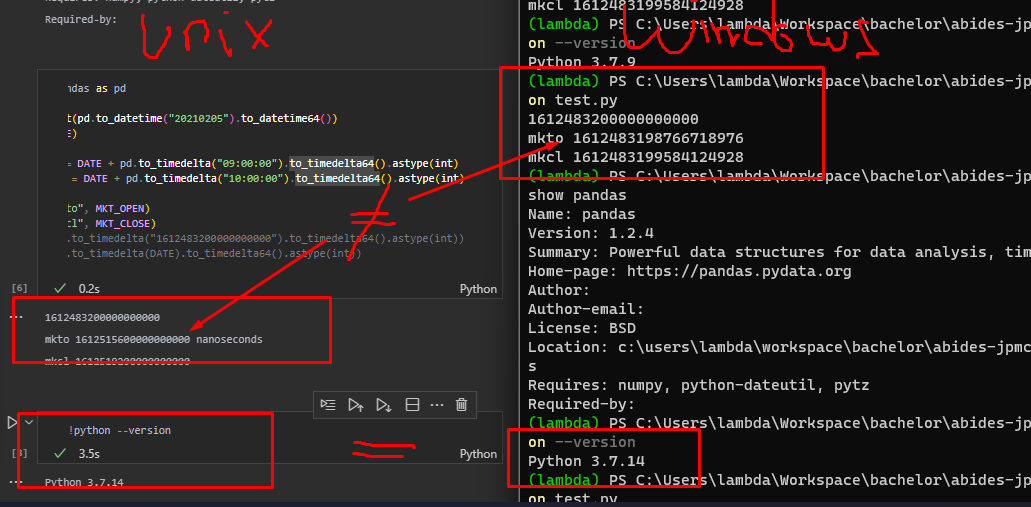 Required-by:
unix
ndas as pd
t(pd.to_datetime("20210205").to_datetime64())
E)
= DATE + pd.to_timedelta("09:00:00").to_timedelta64().astype(int)
= DATE + pd.to_timedelta("10:00:00").to_timedelta64().astype(int)
to", MKT_OPEN)
cl", MKT_CLOSE)
.to_timedelta("1612483200000000000").to_timedelta64().astype(int))
.to_timedelta(DATE).to_timedelta64().astype(int))
[6] 0.2s Python
1612483200000000000
mkto 1612515600000000000 nanoseconds
!python --version
3.5s Python
Python 3.7.14
mkcl 1612483199584124928
(lambda) PS C:\Users\lambda\Workspace\bachelor\abides-jp
windows
on --version
Python 3.7.9
(lambda) PS C:\Users\lambda\Workspace\bachelor\abides-jp
on test.py
1612483200000000000
mkto 1612483198766718976
mkcl 1612483199584124928
(lambda) PS C:\Users\lambda\Workspace\bachelor\abides-jp
show pandas
Name: pandas
Version: 1.2.4
Summary: Powerful data structures for data analysis, tim
Home-page: https://pandas.pydata.org
Author:
Author-email:
License: BSD
Location: c:\users\lambda\workspace\bachelor\abides-jpmc
s
Requires: numpy, python-dateutil, pytz
Required-by:
(lambda) PS C:\Users\lambda\Workspace\bachelor\abides-jp
on --version
Python 3.7.14
(lambda) PS C:\Users\lambda\Workspace\bachelor\abides-jp
on test.py